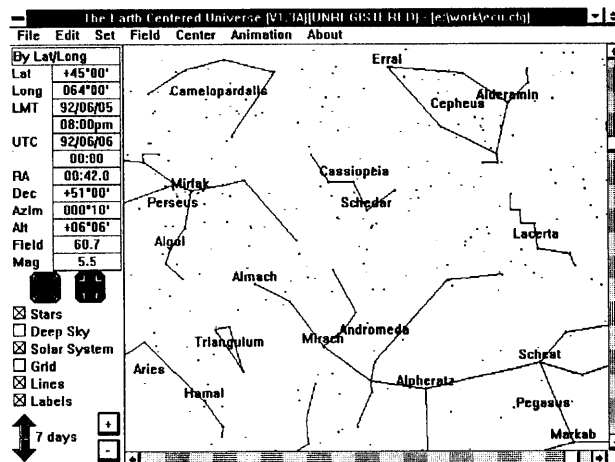 The Earth Centered Universe [V1.3A][UNREGISTERED] - [e:\work\ecu.cfg]
File Edit Set Field Center Animation About
By Lat/Long
Lat +45°00'
Long 064°00'
LMT 92/06/05
08:00pm
UTC 92/06/06
00:00
RA 00:42.0
Dec +51°00'
Azim 000°10'
Alt +06°06'
Field 60.7
Mag 5.5
Stars
Deep Sky
Solar System
Grid
Lines
Labels
7 days
+
-
Errai
Camelopardalis
Alderamin
Cepheus
Cassiopeia
Mirfak
Perseus
Schedar
Lacerta
Algol
Almach
Andromeda
Triangulum
Mirach
Scheat
Aries
Alpheratz
Hamal
Pegasus
Markab